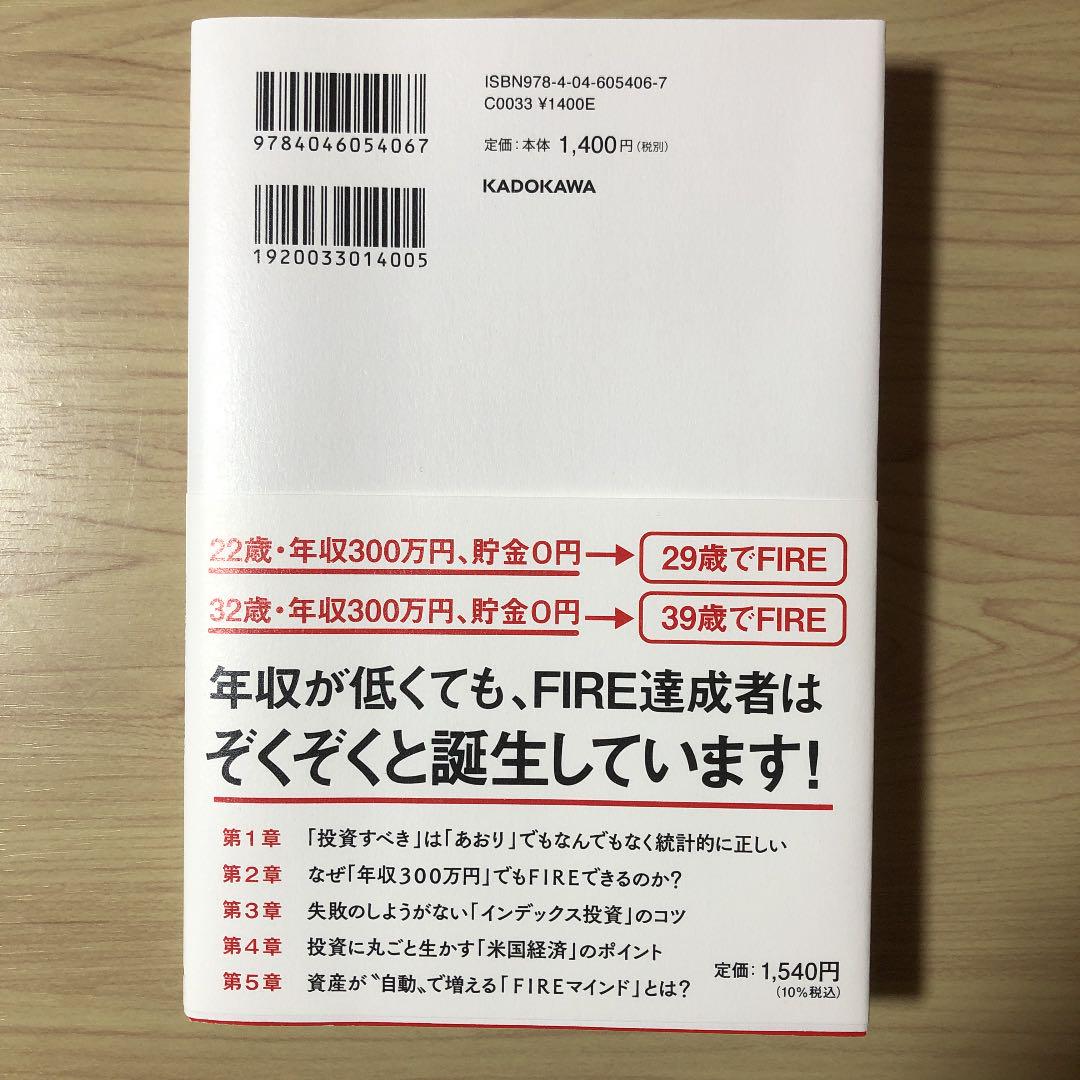 ISBN978-4-04-605406-7
C0033 ¥1400E
9784046054067
定価:本体 1,400円(税別)
KADOKAWA
1920033014005
22歳・年収300万円、貯金0円 → 29歳でFIRE
32歳・年収300万円、貯金0円 → 39歳でFIRE
年収が低くても、FIRE達成者は
ぞくぞくと誕生しています!
第1章 「投資すべき」は「あおり」でもなんでもなく統計的に正しい
第2章 なぜ「年収300万円」でもFIREできるのか?
第3章 失敗のしようがない「インデックス投資」のコツ
第4章 投資に丸ごと生かす「米国経済」のポイント
第5章 資産が〝自動〟で増える「FIREマインド」とは?
定価:1,540円
(10%税込)